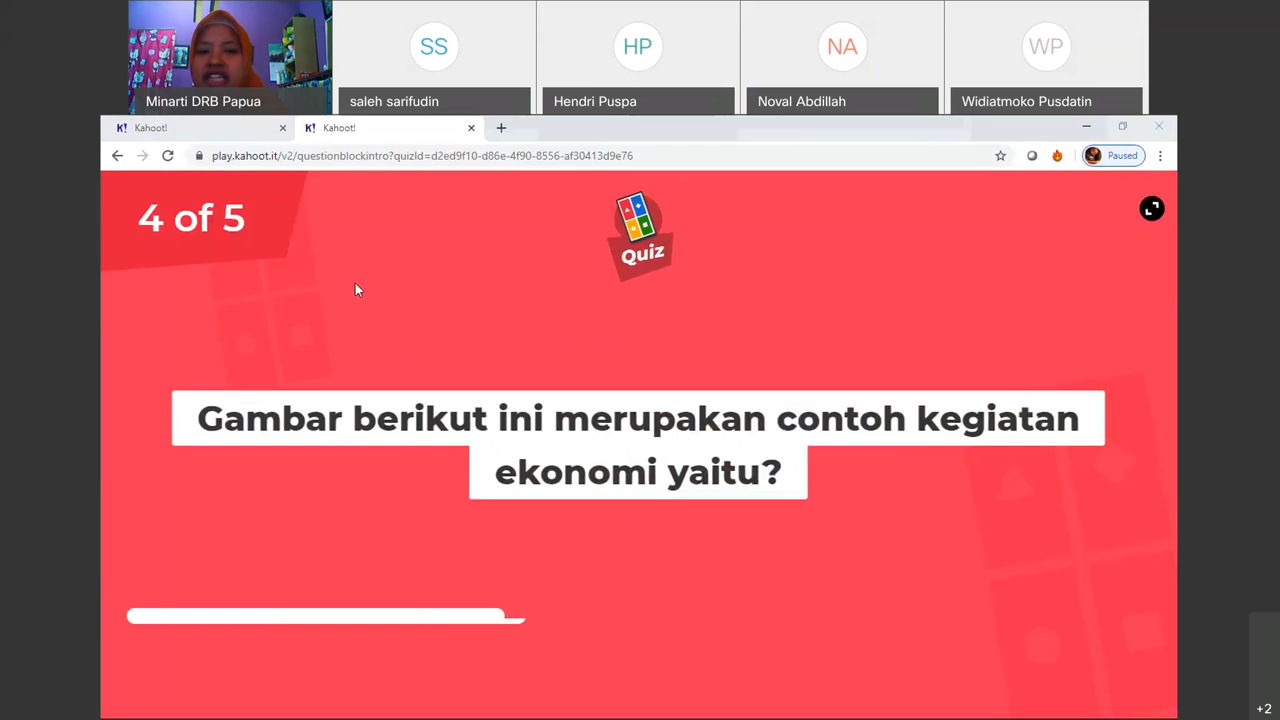 SS
HP
NA
WP
Minarti DRB Papua
saleh sarifudin
Hendri Puspa
Noval Abdillah
Widiatmoko Pusdatin
K! Kahoot!
K! Kahoot!
play.kahoot.it/v2/questionblockintro?quizId=d2ed9f10-d86e-4f90-8556-af30413d9e76
Paused
4 of 5
Quiz
Gambar berikut ini merupakan contoh kegiatan
ekonomi yaitu?
+2